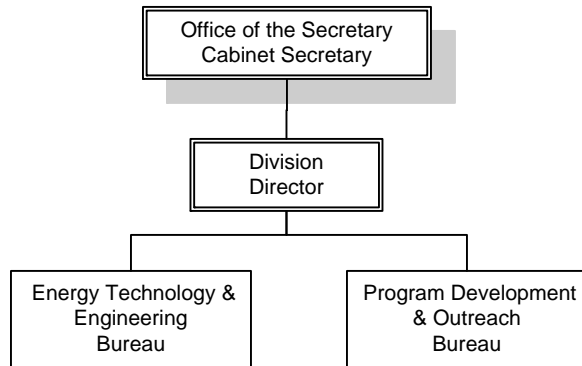 Office of the Secretary
Cabinet Secretary
Division
Director
Energy Technology &
Engineering
Bureau
Program Development
& Outreach
Bureau